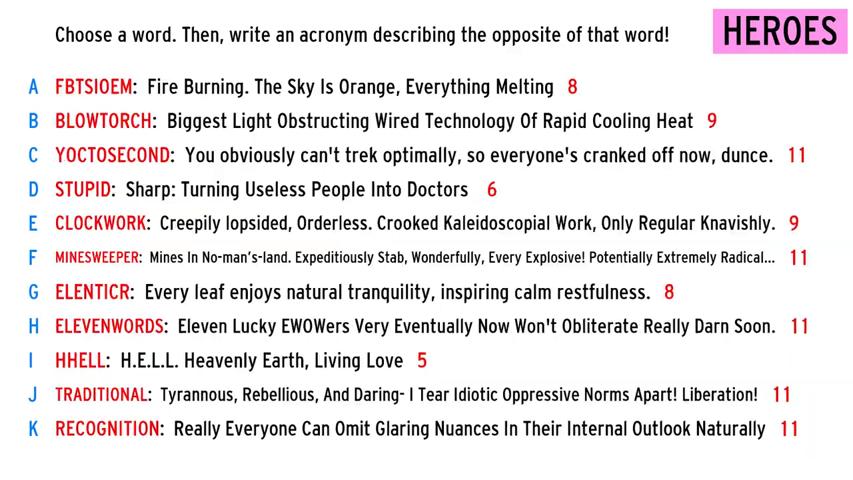 Choose a word. Then, write an acronym describing the opposite of that word! HEROES
A FBTSIOEM: Fire Burning. The Sky Is Orange, Everything Melting 8
B BLOWTORCH: Biggest Light Obstructing Wired Technology Of Rapid Cooling Heat 9
C YOCTOSECOND: You obviously can't trek optimally, so everyone's cranked off now, dunce. 11
D STUPID: Sharp: Turning Useless People Into Doctors 6
E CLOCKWORK: Creepily lopsided, Orderless. Crooked Kaleidoscopial Work, Only Regular Knavishly. 9
F MINESWEEPER: Mines In No-man's-land. Expeditiously Stab, Wonderfully, Every Explosive! Potentially Extremely Radical... 11
G ELENTICR: Every leaf enjoys natural tranquility, inspiring calm restfulness. 8
H ELEVENWORDS: Eleven Lucky EWOWers Very Eventually Now Won't Obliterate Really Darn Soon. 11
I HHELL: H.E.L.L. Heavenly Earth, Living Love 5
J TRADITIONAL: Tyrannous, Rebellious, And Daring- I Tear Idiotic Oppressive Norms Apart! Liberation! 11
K RECOGNITION: Really Everyone Can Omit Glaring Nuances In Their Internal Outlook Naturally 11